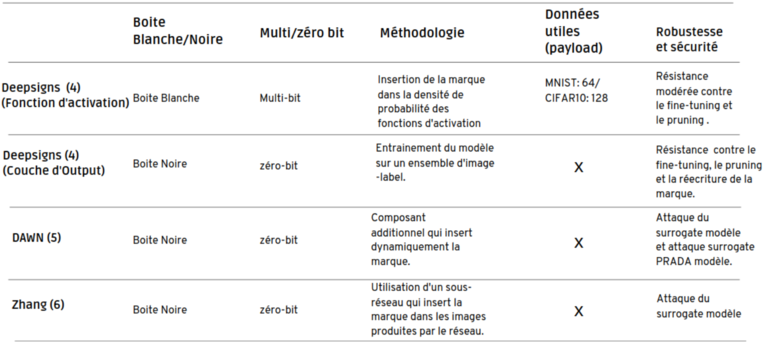 Boite
Blanche/Noire
Multi/zéro bit
Méthodologie
Données
utiles
(payload)
Robustesse
et sécurité
Deepsigns (4)
(Fonction d'activation)
Boite Blanche
Multi-bit
Insertion de la marque
dans la densité de
probabilité des
fonctions d'activation
MNIST: 64/
CIFAR10: 128
Résistance
modérée contre
le fine-tuning et
le pruning .
Deepsigns (4)
(Couche d'Output)
Boite Noire
zéro-bit
Entrainement du modèle
sur un ensemble d'image
-label.
X
Résistance contre le
fine-tuning, le pruning
et la réecriture de la
marque.
DAWN (5)
Boite Noire
zéro-bit
Composant
additionnel qui insert
dynamiquement la
marque.
X
Attaque du
surrogate modèle
et attaque surrogate
PRADA modèle.
Zhang (6)
Boite Noire
zéro-bit
Utilisation d'un sous-
réseau qui insert la
marque dans les images
produites par le réseau.
X
Attaque du
surrogate modèle